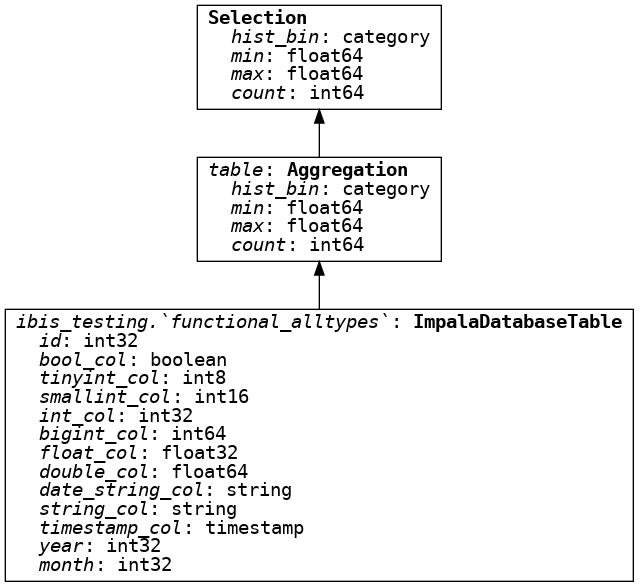 Selection
hist_bin: category
min: float64
max: float64
count: int64
table: Aggregation
hist_bin: category
min: float64
max: float64
count: int64
ibis_testing.`functional_alltypes`: ImpalaDatabaseTable
id: int32
bool_col: boolean
tinyint_col: int8
smallint_col: int16
int_col: int32
bigint_col: int64
float_col: float32
double_col: float64
date_string_col: string
string_col: string
timestamp_col: timestamp
year: int32
month: int32